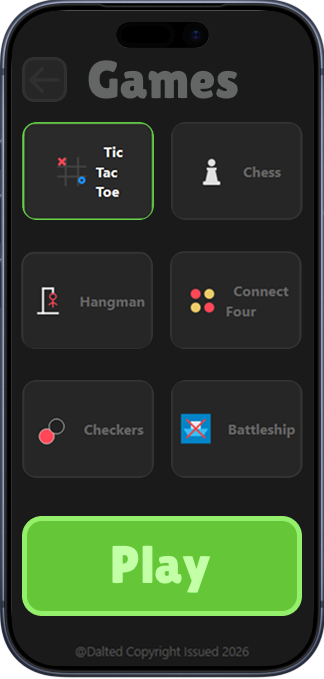 Games
Tic
Tac
Toe
Chess
Hangman
Connect
Four
Checkers
Battleship
Play
@Dalted Copyright Issued 2026